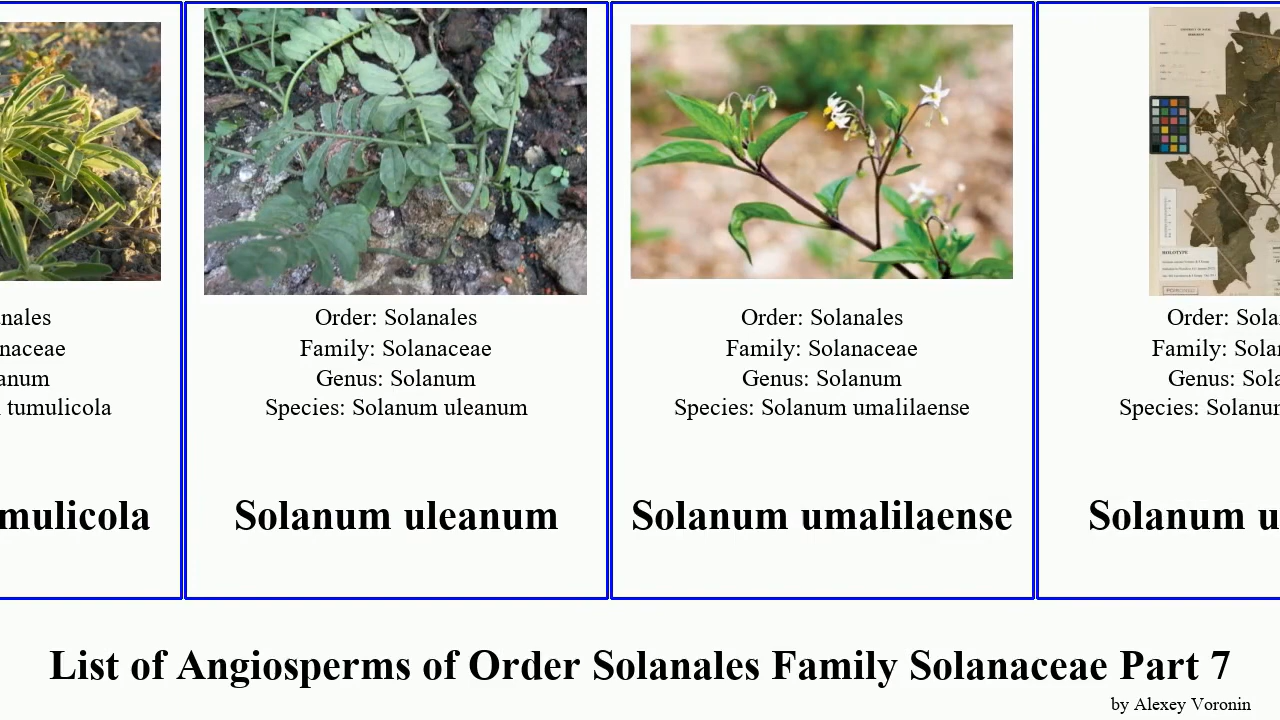 nales
naceae
anum
tumulicola
mulicola
Order: Solanales
Family: Solanaceae
Genus: Solanum
Species: Solanum uleanum
Solanum uleanum
Order: Solanales
Family: Solanaceae
Genus: Solanum
Species: Solanum umalilaense
Solanum umalilaense
HOLOTYPE
Order: Sola
Family: Solan
Genus: Sola
Species: Solanum
Solanum u
List of Angiosperms of Order Solanales Family Solanaceae Part 7
by Alexey Voronin